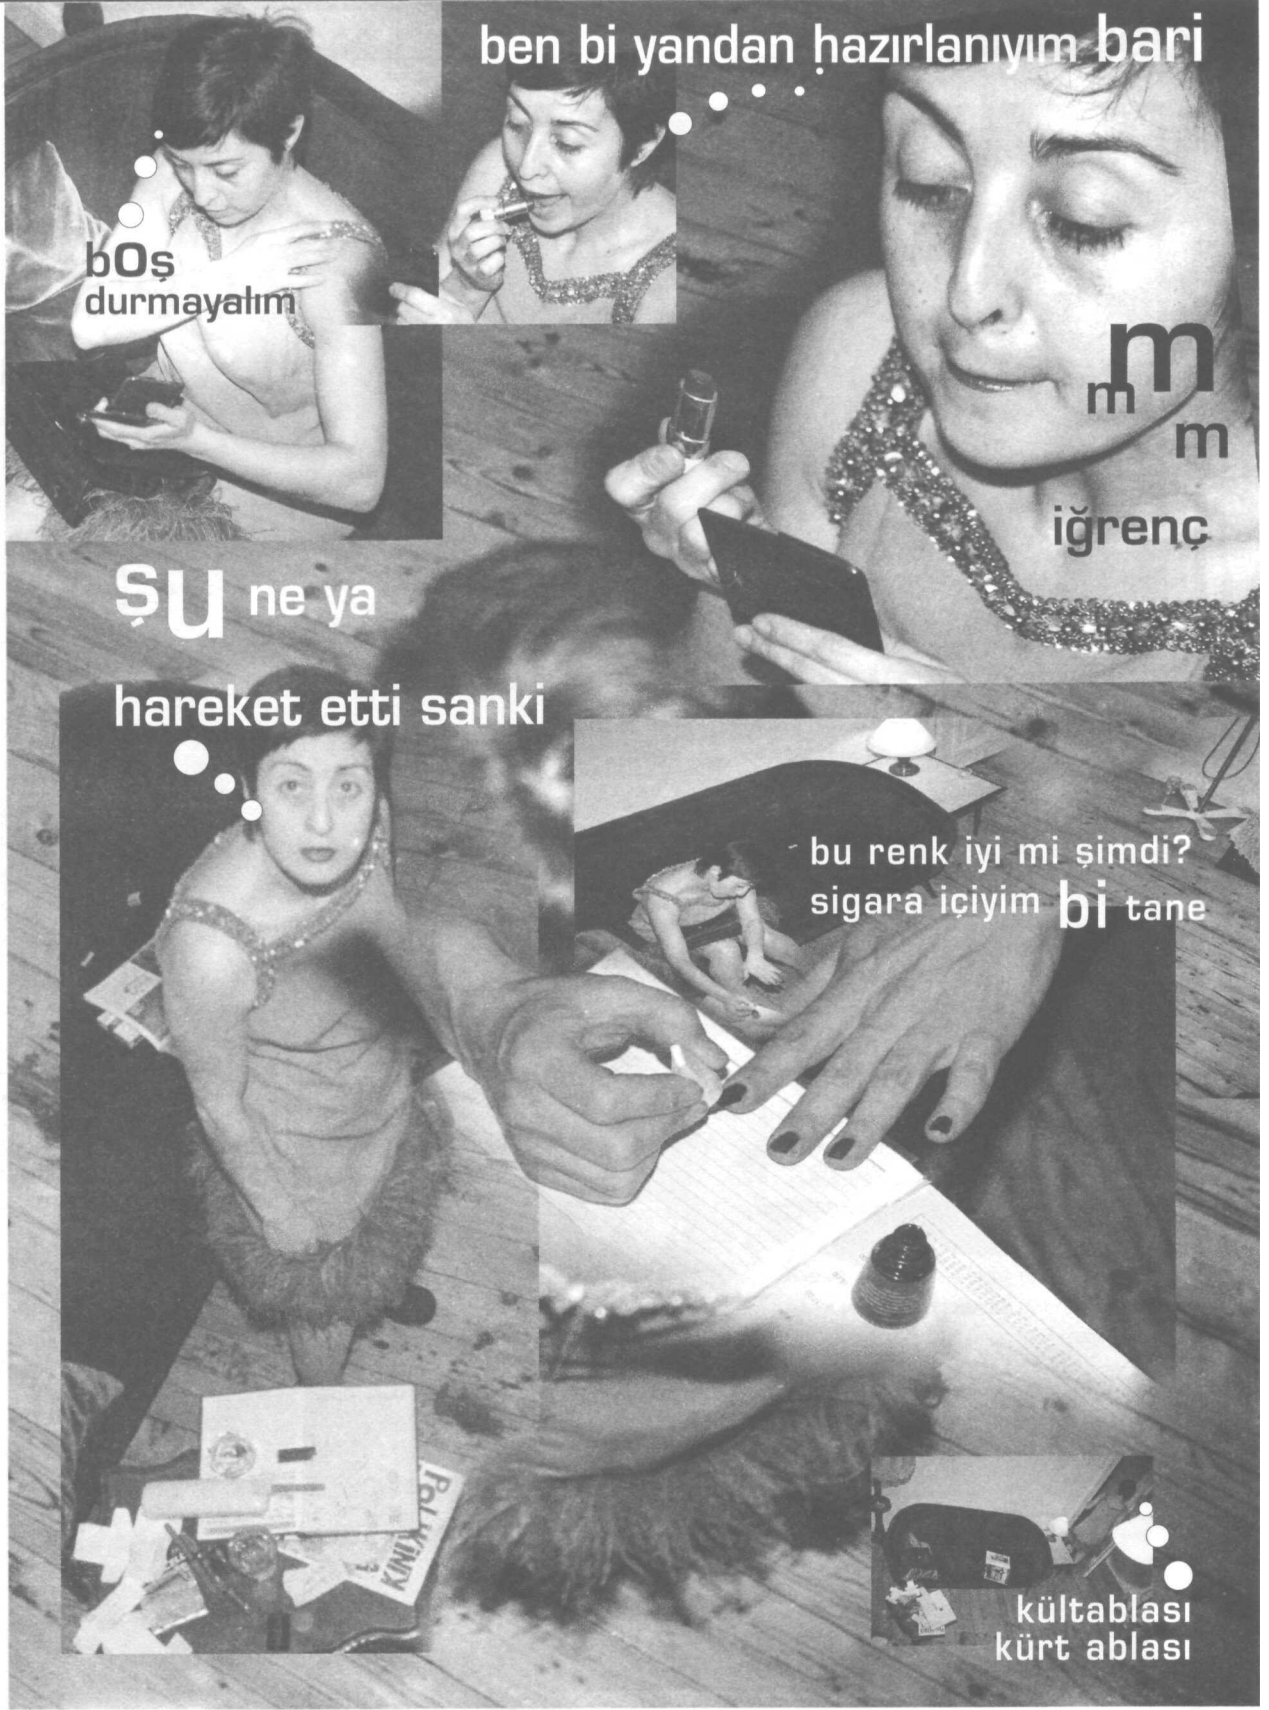 ben bi yandan hazırlanıyım bari
boş
durmayalım
m
m
m
iğrenç
şu ne ya
hareket etti sanki
bu renk iyi mi şimdi?
sigara içiyim bi tane
kültablası
kürt ablası